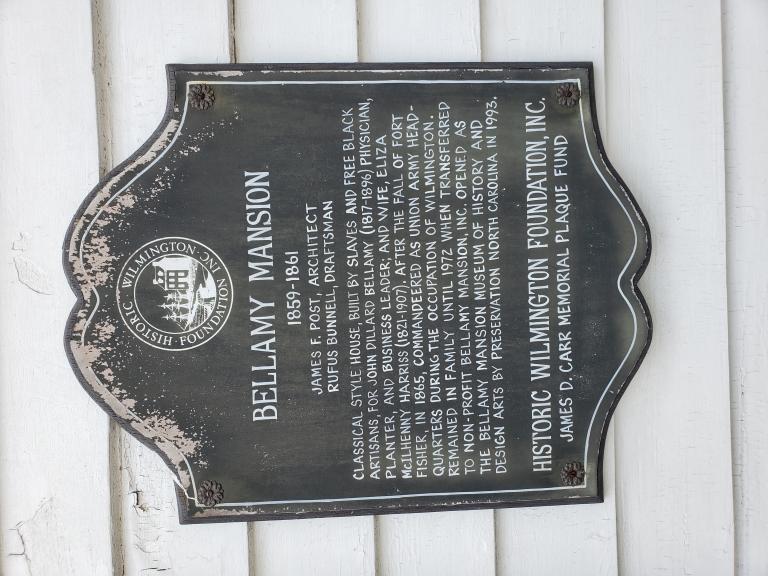 HISTORIC WILMINGTON FOUNDATION, INC.
BELLAMY MANSION
1859-1861
JAMES F. POST, ARCHITECT
RUFUS BUNNELL, DRAFTSMAN
CLASSICAL STYLE HOUSE, BUILT BY SLAVES AND FREE BLACK
ARTISANS, FOR JOHN DILLARD BELLAMY (1817-1896) PHYSICIAN,
PLANTER, AND BUSINESS LEADER; AND WIFE, ELIZA
McILHENNY HARRISS (1821-1907). AFTER THE FALL OF FORT
FISHER, IN 1865, COMMANDEERED AS UNION ARMY HEAD-
QUARTERS DURING THE OCCUPATION OF WILMINGTON.
REMAINED IN FAMILY UNTIL 1972 WHEN TRANSFERRED
TO NON-PROFIT BELLAMY MANSION, INC. OPENED AS
THE BELLAMY MANSION MUSEUM OF HISTORY AND
DESIGN ARTS BY PRESERVATION NORTH CAROLINA IN 1993.
HISTORIC WILMINGTON FOUNDATION, INC.
JAMES D. CARR MEMORIAL PLAQUE FUND